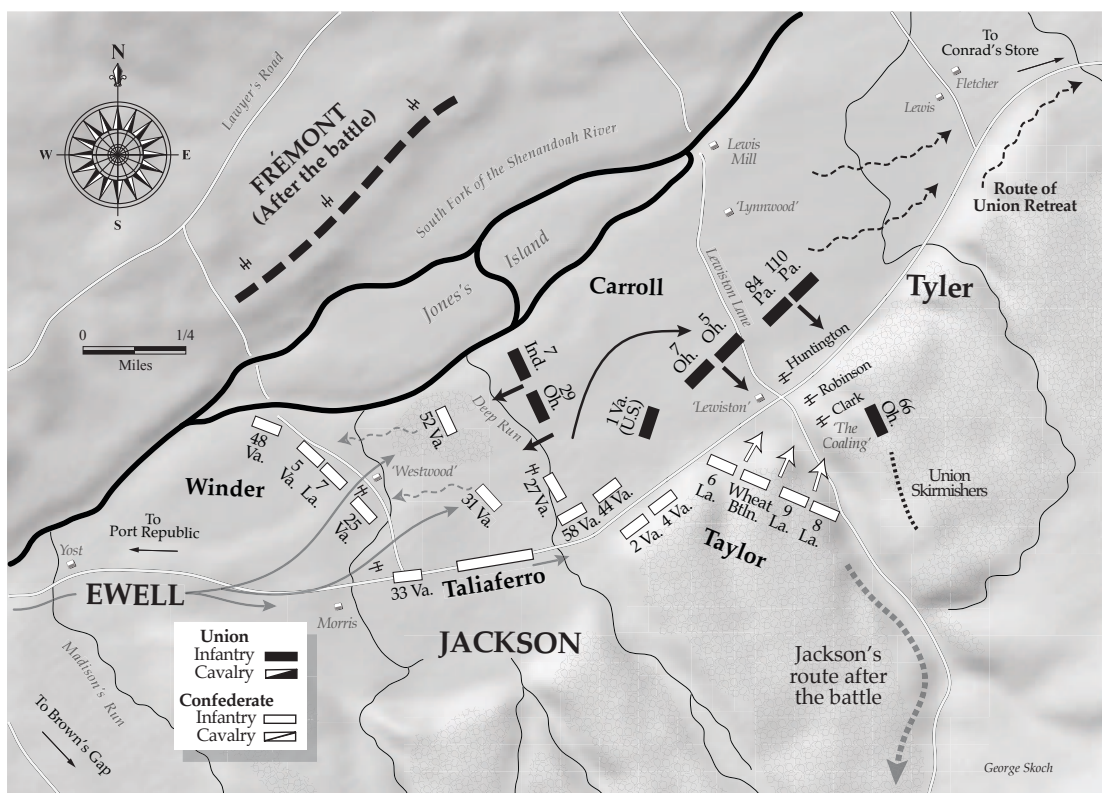 N
W
E
S
Lawyer's Road
FRÉMONT
(After the battle)
South Fork of the Shenandoah River
To
Conrad's Store
Fletcher
Lewis
Lewis
Mill
'Lynnwood'
Route of
Union Retreat
Jones's
Island
Carroll
Lewiston Lane
84
Pa.
110
Pa.
Tyler
0
1/4
Miles
7
Ind.
29
Oh.
7
Oh.
5
Oh.
Huntington
Robinson
Clark
'Lewiston'
'The
Coaling'
66
Oh.
1 Va.
(U.S.)
Deep Run
52 Va.
48
Va.
5
Va.
7
La.
25
Va.
'Westwood'
31 Va.
Winder
27 Va.
58 Va.
44 Va.
2 Va.
4 Va.
6
La.
Wheat
Btln.
9
La.
8
La.
Union
Skirmishers
Taylor
To
Port Republic
Yost
EWELL
33 Va.
Taliaferro
Morris
JACKSON
Madison's Run
To Brown's Gap
Union
Infantry
Cavalry
Confederate
Infantry
Cavalry
Jackson's
route after
the battle
George Skoch